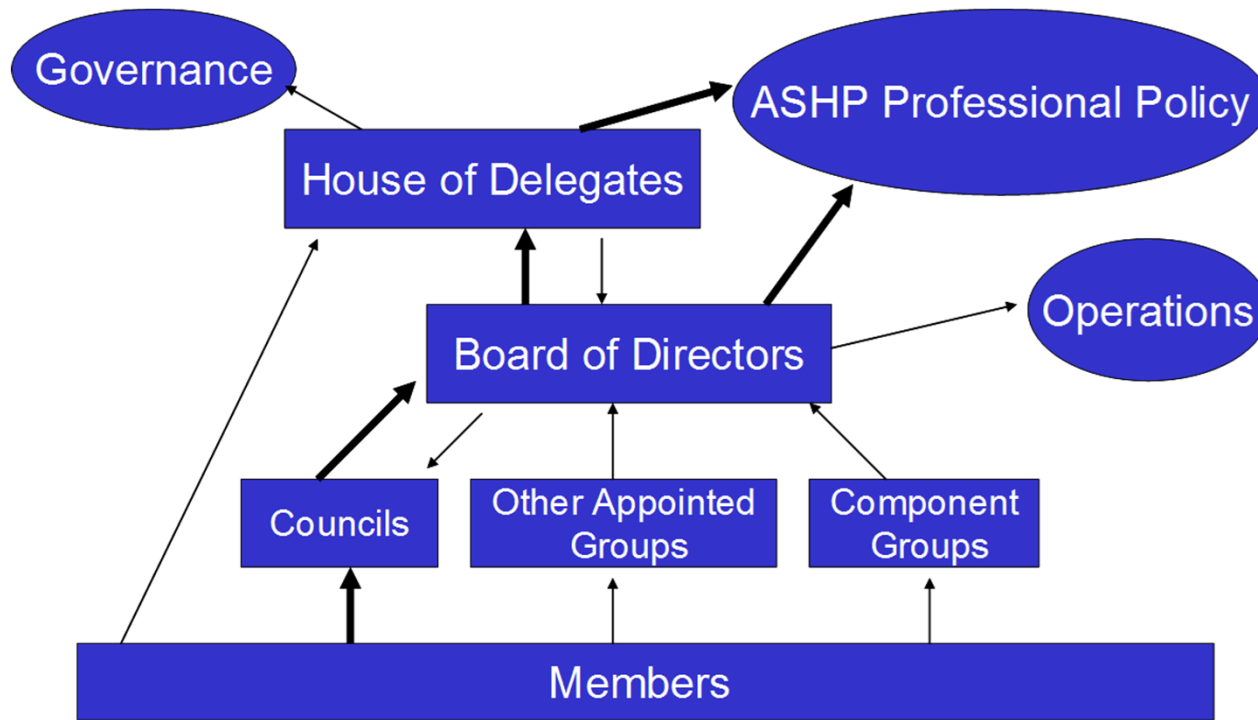 Governance
ASHP Professional Policy
House of Delegates
Operations
Board of Directors
Councils
Other Appointed
Groups
Component
Groups
Members